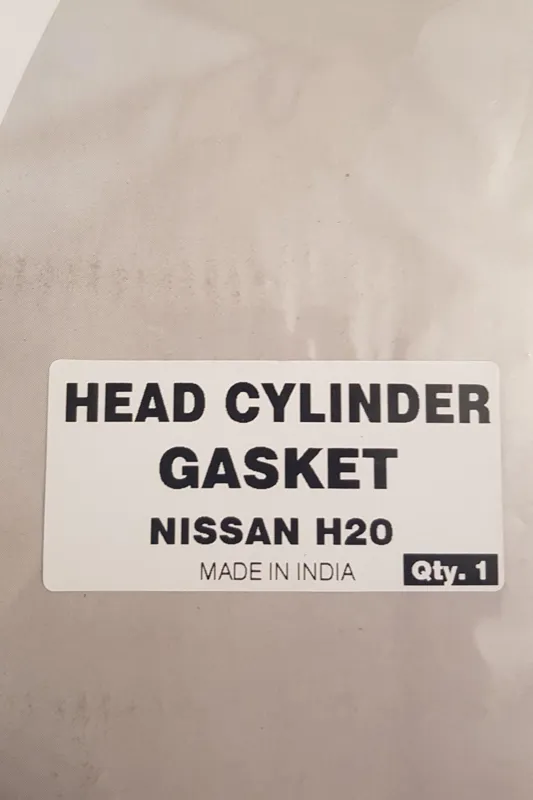 HEAD CYLINDER
GASKET
NISSAN H20
MADE IN INDIA
Qty. 1